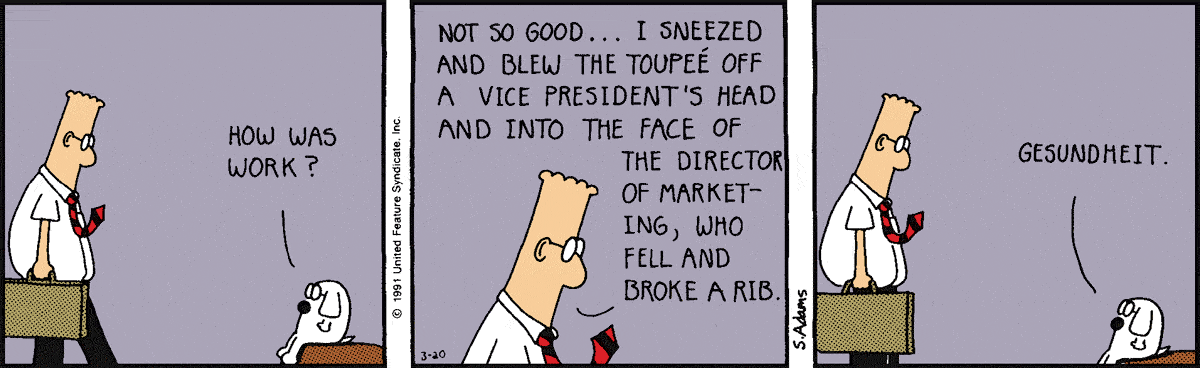 HOW WAS
WORK?
© 1991 United Feature Syndicate, Inc.
NOT SO GOOD... I SNEEZED
AND BLEW THE TOUPEÉ OFF
A VICE PRESIDENT'S HEAD
AND INTO THE FACE OF
THE DIRECTOR
OF MARKET-
ING, WHO
FELL AND
BROKE A RIB.
3-20
S.Adams
GESUNDHEIT.